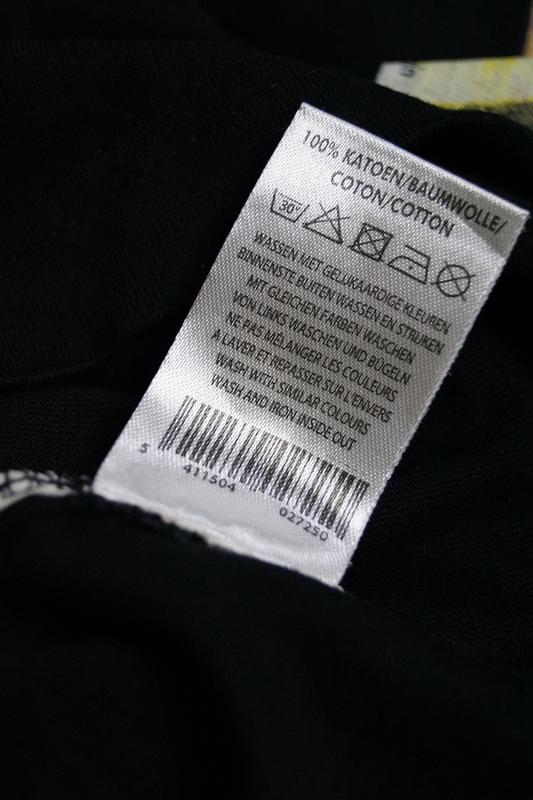 100% KATOEN/BAUMWOLLE/
COTON/COTTON
30°
WASSEN MET GELIJKAARDIGE KLEUREN
BINNENSTE BUITEN WASSEN EN STRIJKEN
MIT GLEICHEN FARBEN WASCHEN
VON LINKS WASCHEN UND BÜGELN
NE PAS MÉLANGER LES COULEURS
A LAVER ET REPASSER SUR L'ENVERS
WASH WITH SIMILAR COLOURS
WASH AND IRON INSIDE OUT
5 411504 027250